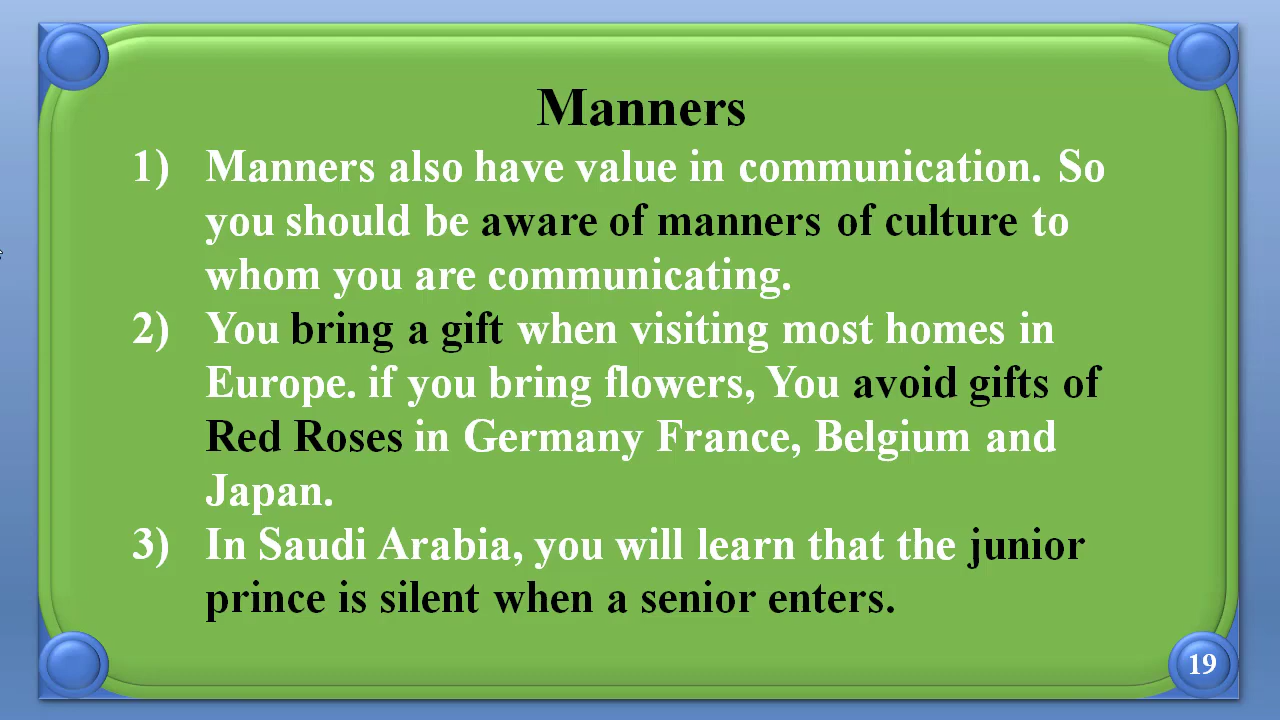 Manners
1) Manners also have value in communication. So
you should be aware of manners of culture to
whom you are communicating.
2) You bring a gift when visiting most homes in
Europe. if you bring flowers, You avoid gifts of
Red Roses in Germany France, Belgium and
Japan.
3) In Saudi Arabia, you will learn that the junior
prince is silent when a senior enters.
19